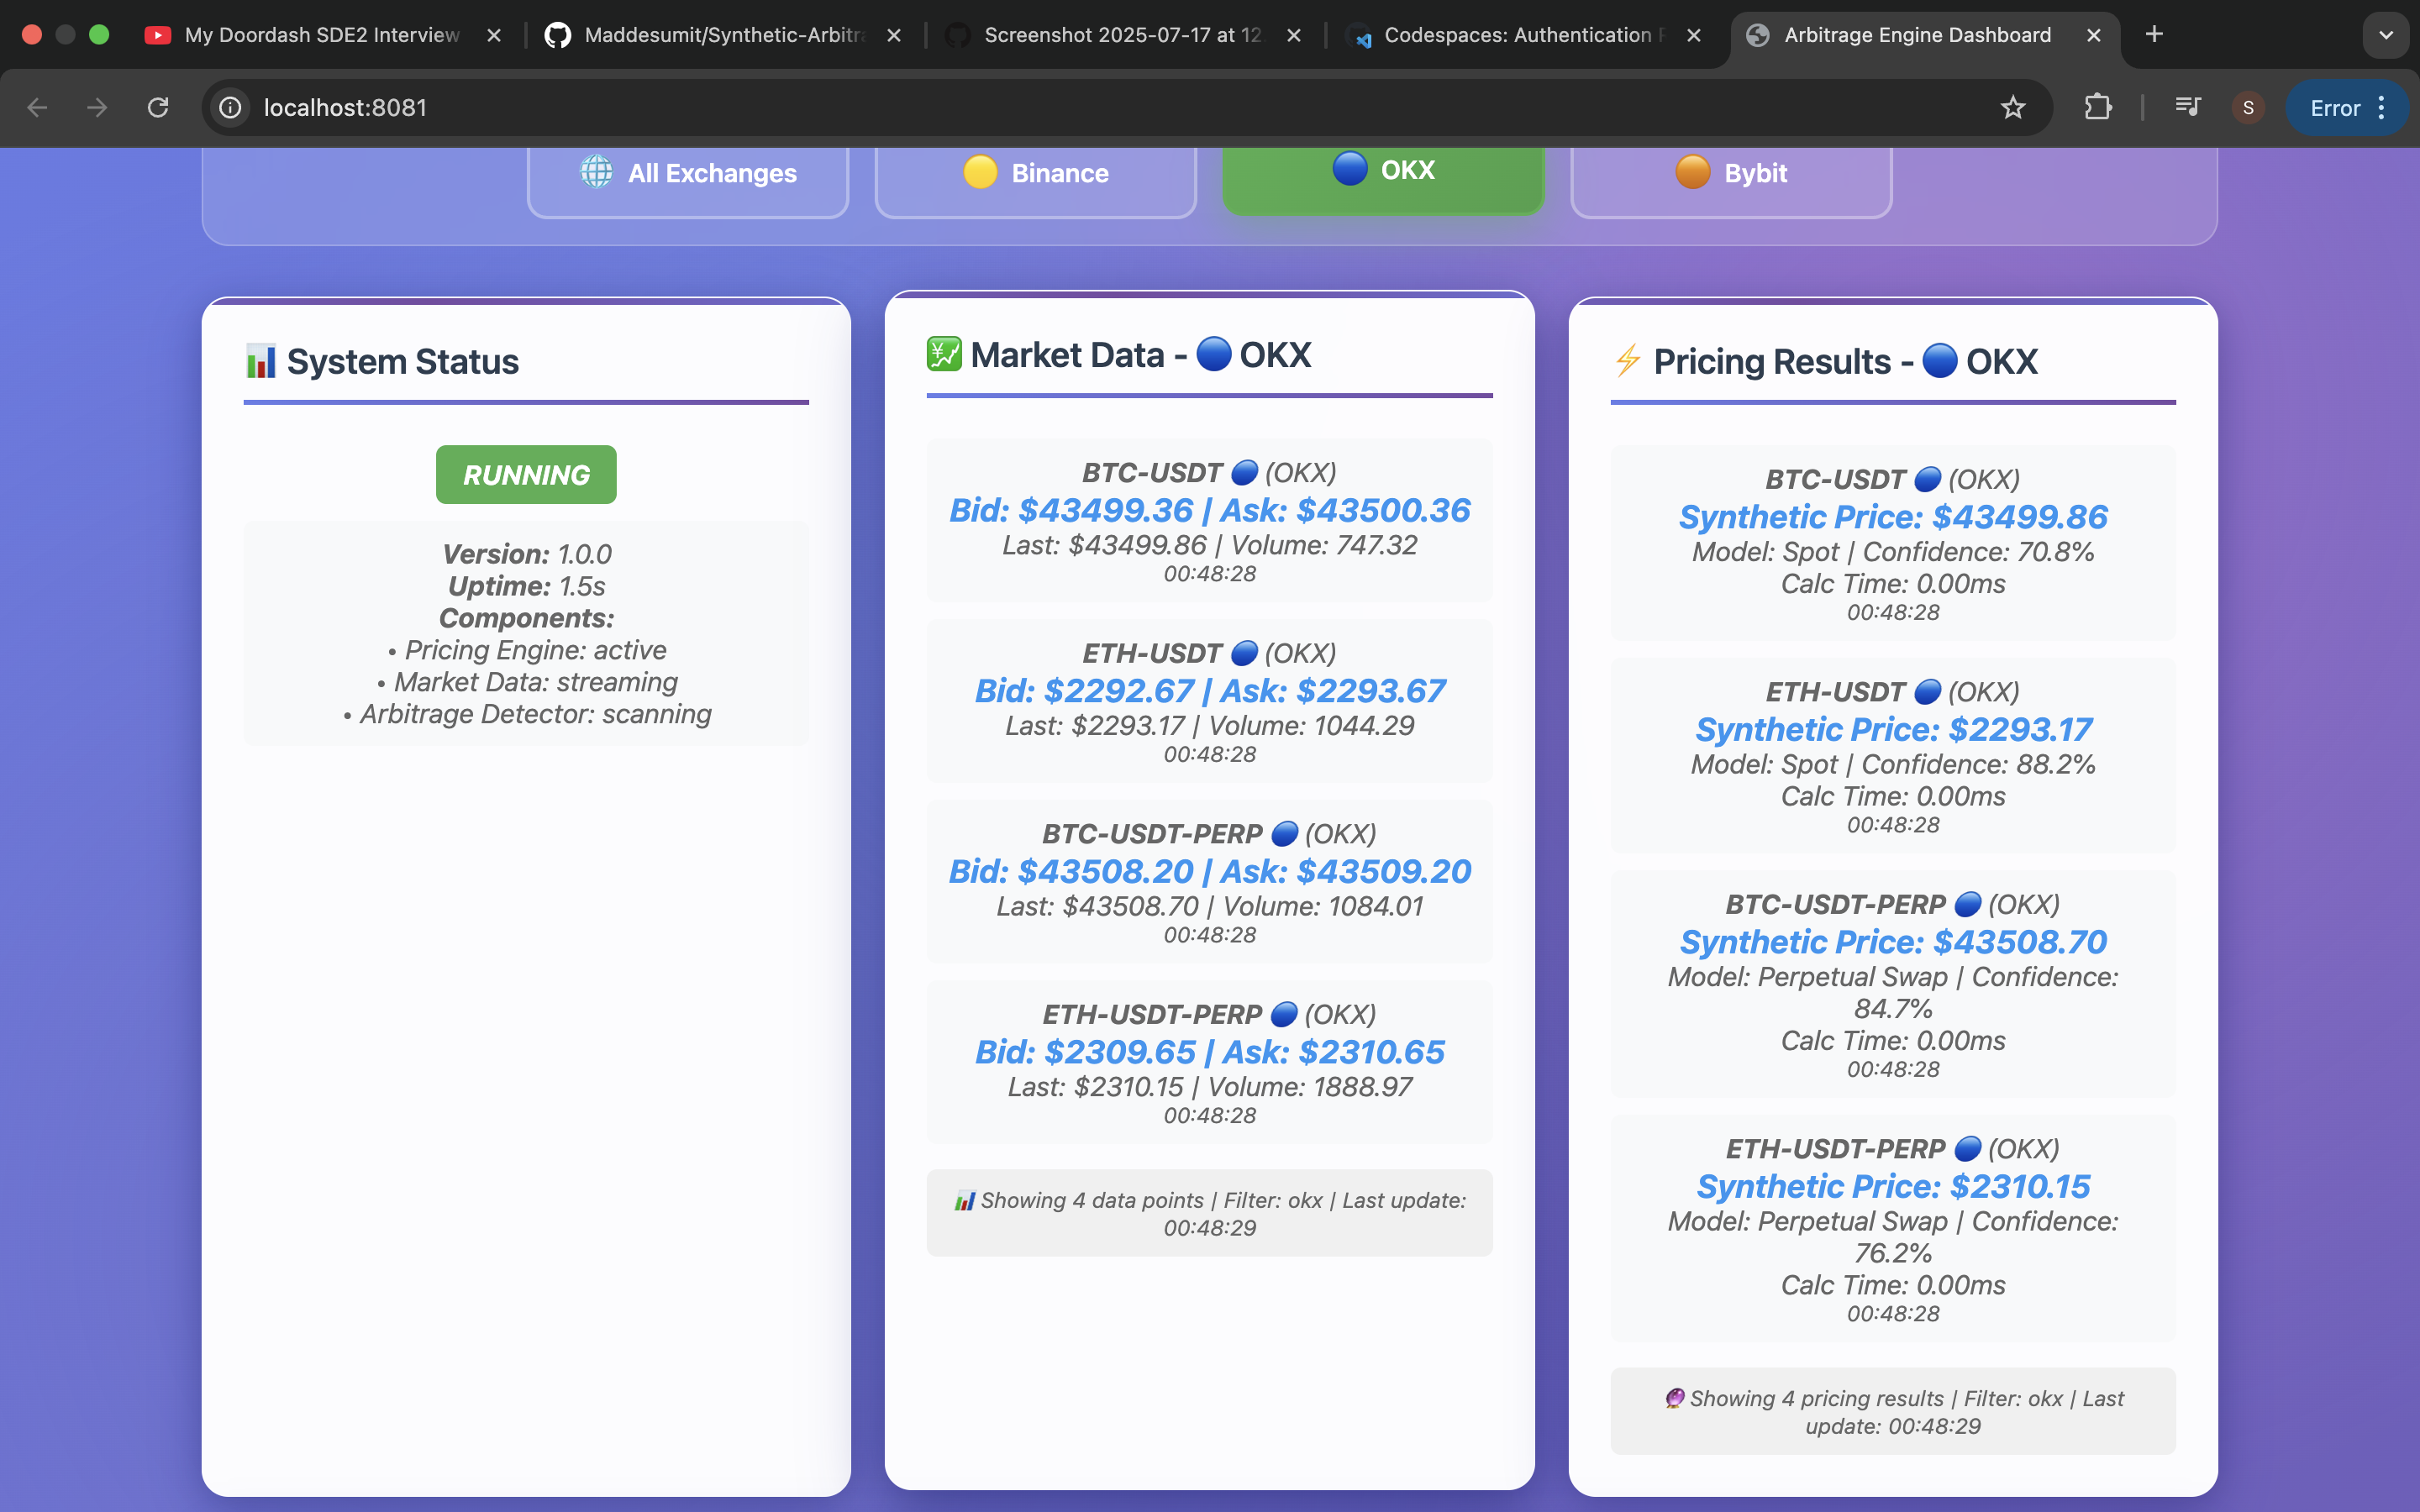 My Doordash SDE2 Interview
Maddesumit/Synthetic-Arbitra
Screenshot 2025-07-17 at 12
Codespaces: Authentication
Arbitrage Engine Dashboard
localhost:8081
S
Error
All Exchanges
Binance
OKX
Bybit
System Status
RUNNING
Version: 1.0.0
Uptime: 1.5s
Components:
• Pricing Engine: active
• Market Data: streaming
• Arbitrage Detector: scanning
Market Data - OKX
BTC-USDT (OKX)
Bid: $43499.36 | Ask: $43500.36
Last: $43499.86 | Volume: 747.32
00:48:28
ETH-USDT (OKX)
Bid: $2292.67 | Ask: $2293.67
Last: $2293.17 | Volume: 1044.29
00:48:28
BTC-USDT-PERP (OKX)
Bid: $43508.20 | Ask: $43509.20
Last: $43508.70 | Volume: 1084.01
00:48:28
ETH-USDT-PERP (OKX)
Bid: $2309.65 | Ask: $2310.65
Last: $2310.15 | Volume: 1888.97
00:48:28
Showing 4 data points | Filter: okx | Last update:
00:48:29
Pricing Results - OKX
BTC-USDT (OKX)
Synthetic Price: $43499.86
Model: Spot | Confidence: 70.8%
Calc Time: 0.00ms
00:48:28
ETH-USDT (OKX)
Synthetic Price: $2293.17
Model: Spot | Confidence: 88.2%
Calc Time: 0.00ms
00:48:28
BTC-USDT-PERP (OKX)
Synthetic Price: $43508.70
Model: Perpetual Swap | Confidence:
84.7%
Calc Time: 0.00ms
00:48:28
ETH-USDT-PERP (OKX)
Synthetic Price: $2310.15
Model: Perpetual Swap | Confidence:
76.2%
Calc Time: 0.00ms
00:48:28
Showing 4 pricing results | Filter: okx | Last
update: 00:48:29